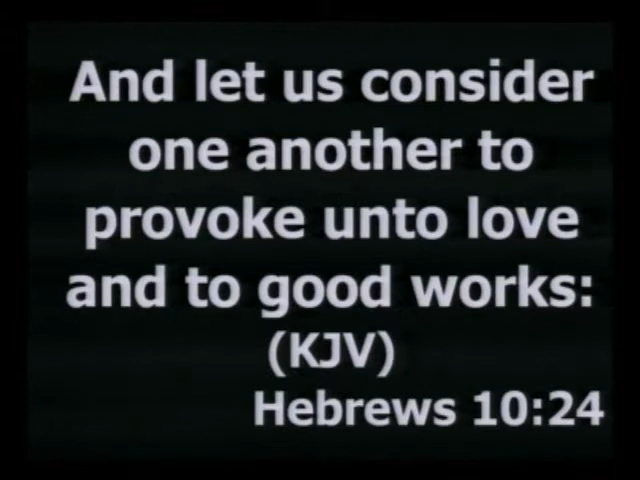 And let us consider
one another to
provoke unto love
and to good works:
(KJV)
Hebrews 10:24